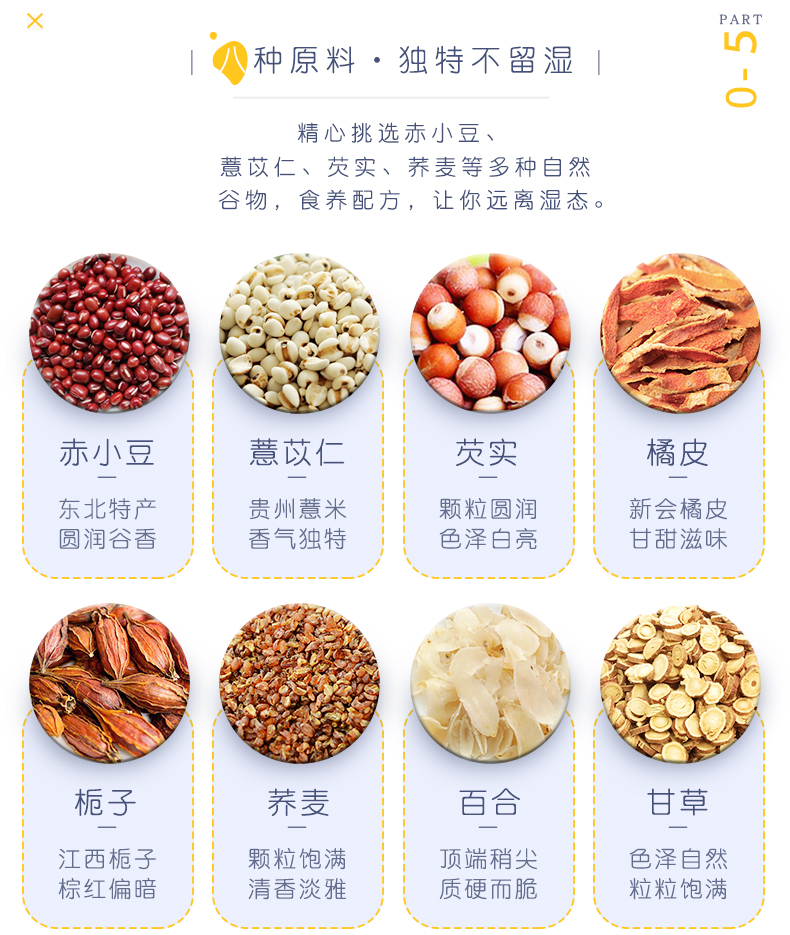 PART
0-5
八种原料·独特不留湿
精心挑选赤小豆、
薏苡仁、芡实、荞麦等多种自然
谷物，食养配方，让你远离湿态。
赤小豆
东北特产
圆润谷香
薏苡仁
贵州薏米
香气独特
芡实
颗粒圆润
色泽白亮
橘皮
新会橘皮
甘甜滋味
栀子
江西栀子
棕红偏暗
荞麦
颗粒饱满
清香淡雅
百合
顶端稍尖
质硬而脆
甘草
色泽自然
粒粒饱满